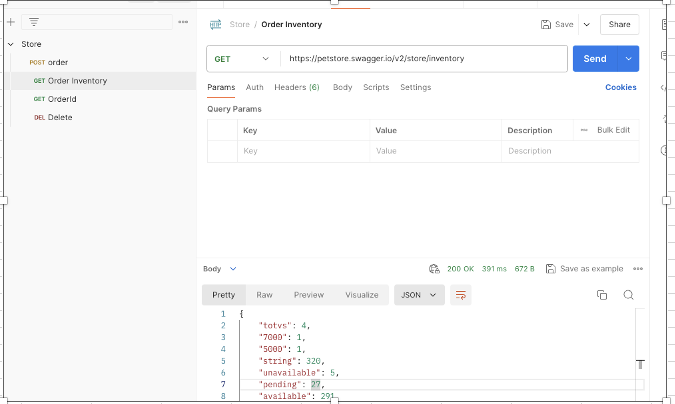 Store / Order Inventory
Save
Share
Store
POST order
GET Order Inventory
GET OrderId
DEL Delete
GET
https://petstore.swagger.io/v2/store/inventory
Send
Params
Auth
Headers (6)
Body
Scripts
Settings
Cookies
Query Params
Key
Value
Description
Bulk Edit
Key
Value
Description
Body
200 OK
391 ms
672 B
Save as example
Pretty
Raw
Preview
Visualize
JSON
1 {
2 "totvs": 4,
3 "7000": 1,
4 "5000": 1,
5 "string": 320,
6 "unavailable": 5,
7 "pending": 27,
8 "available": 291